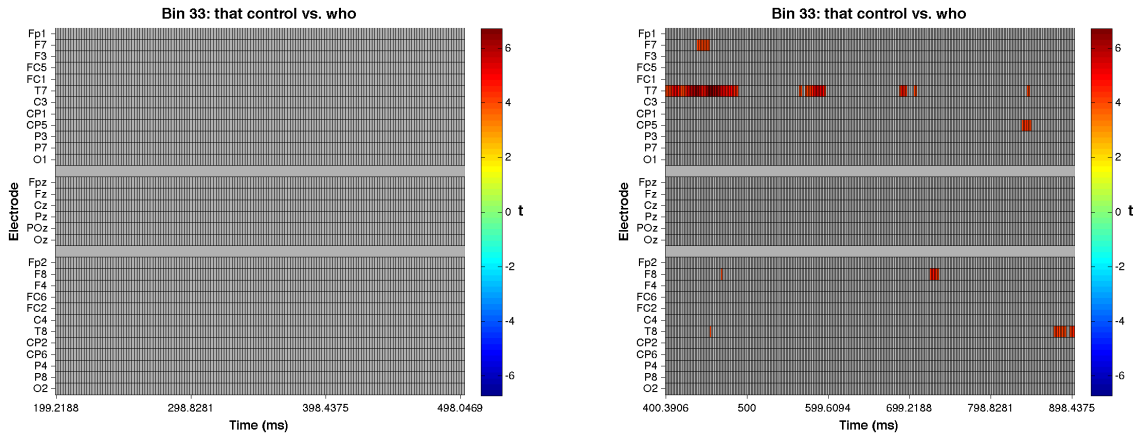 Bin 33: that control vs. who
Fp1
F7
F3
FC5
FC1
T7
C3
CP1
CP5
P3
P7
O1
Fpz
Fz
Cz
Pz
POz
Oz
Fp2
F8
F4
FC6
FC2
C4
T8
CP2
CP6
P4
P8
O2
Electrode
199.2188 298.8281 398.4375 498.0469
Time (ms)
6
4
2
0
-2
-4
-6
t
Bin 33: that control vs. who
Fp1
F7
F3
FC5
FC1
T7
C3
CP1
CP5
P3
P7
O1
Fpz
Fz
Cz
Pz
POz
Oz
Fp2
F8
F4
FC6
FC2
C4
T8
CP2
CP6
P4
P8
O2
Electrode
400.3906 500 599.6094 699.2188 798.8281 898.4375
Time (ms)
6
4
2
0
-2
-4
-6
t